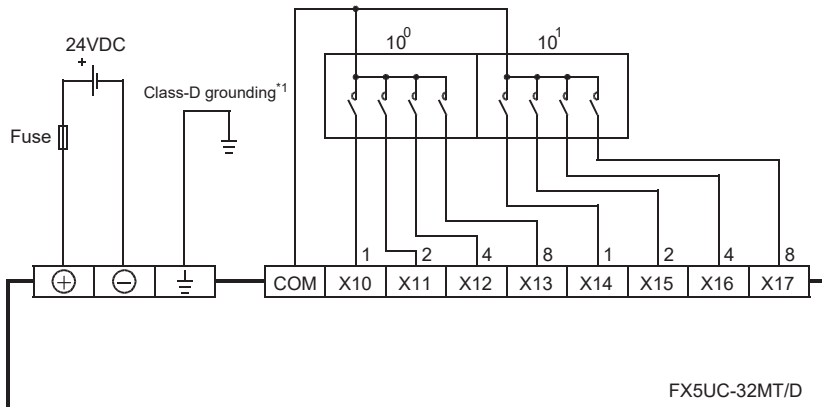 10⁰ 10¹
24VDC
+
Class-D grounding*1
Fuse
1 2 4 8 1 2 4 8
+ − COM X10 X11 X12 X13 X14 X15 X16 X17
FX5UC-32MT/D